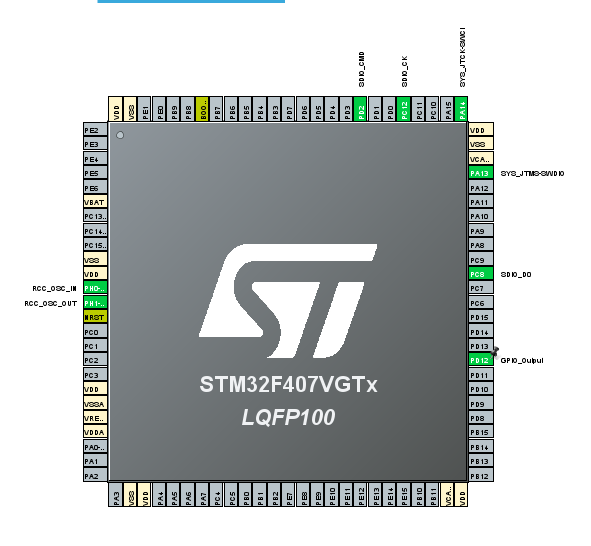 SDIO_CMD
SDIO_CK
SYS_JTCK-SWCLK
VDD
VSS
PE1
PE0
PB9
PB8
BOO..
PB7
PB6
PB5
PB4
PB3
PD7
PD6
PD5
PD4
PD3
PD2
PD1
PD0
PC12
PC11
PC10
PA15
PA14
PE2
PE3
PE4
PE5
PE6
VBAT
PC13..
PC14..
PC15..
VSS
VDD
RCC_OSC_IN PH0-..
RCC_OSC_OUT PH1-..
NRST
PC0
PC1
PC2
PC3
VDD
VSSA
VRE..
VDDA
PA0-..
PA1
PA2
STM32F407VGTx
LQFP100
VDD
VSS
VCA..
PA13 SYS_JTMS-SWDIO
PA12
PA11
PA10
PA9
PA8
PC9
PC8 SDIO_D0
PC7
PC6
PD15
PD14
PD13
PD12 GPIO_Output
PD11
PD10
PD9
PD8
PB15
PB14
PB13
PB12
PA3
VSS
VDD
PA4
PA5
PA6
PA7
PC4
PC5
PB0
PB1
PB2
PE7
PE8
PE9
PE10
PE11
PE12
PE13
PE14
PE15
PB10
PB11
VCA..
VDD